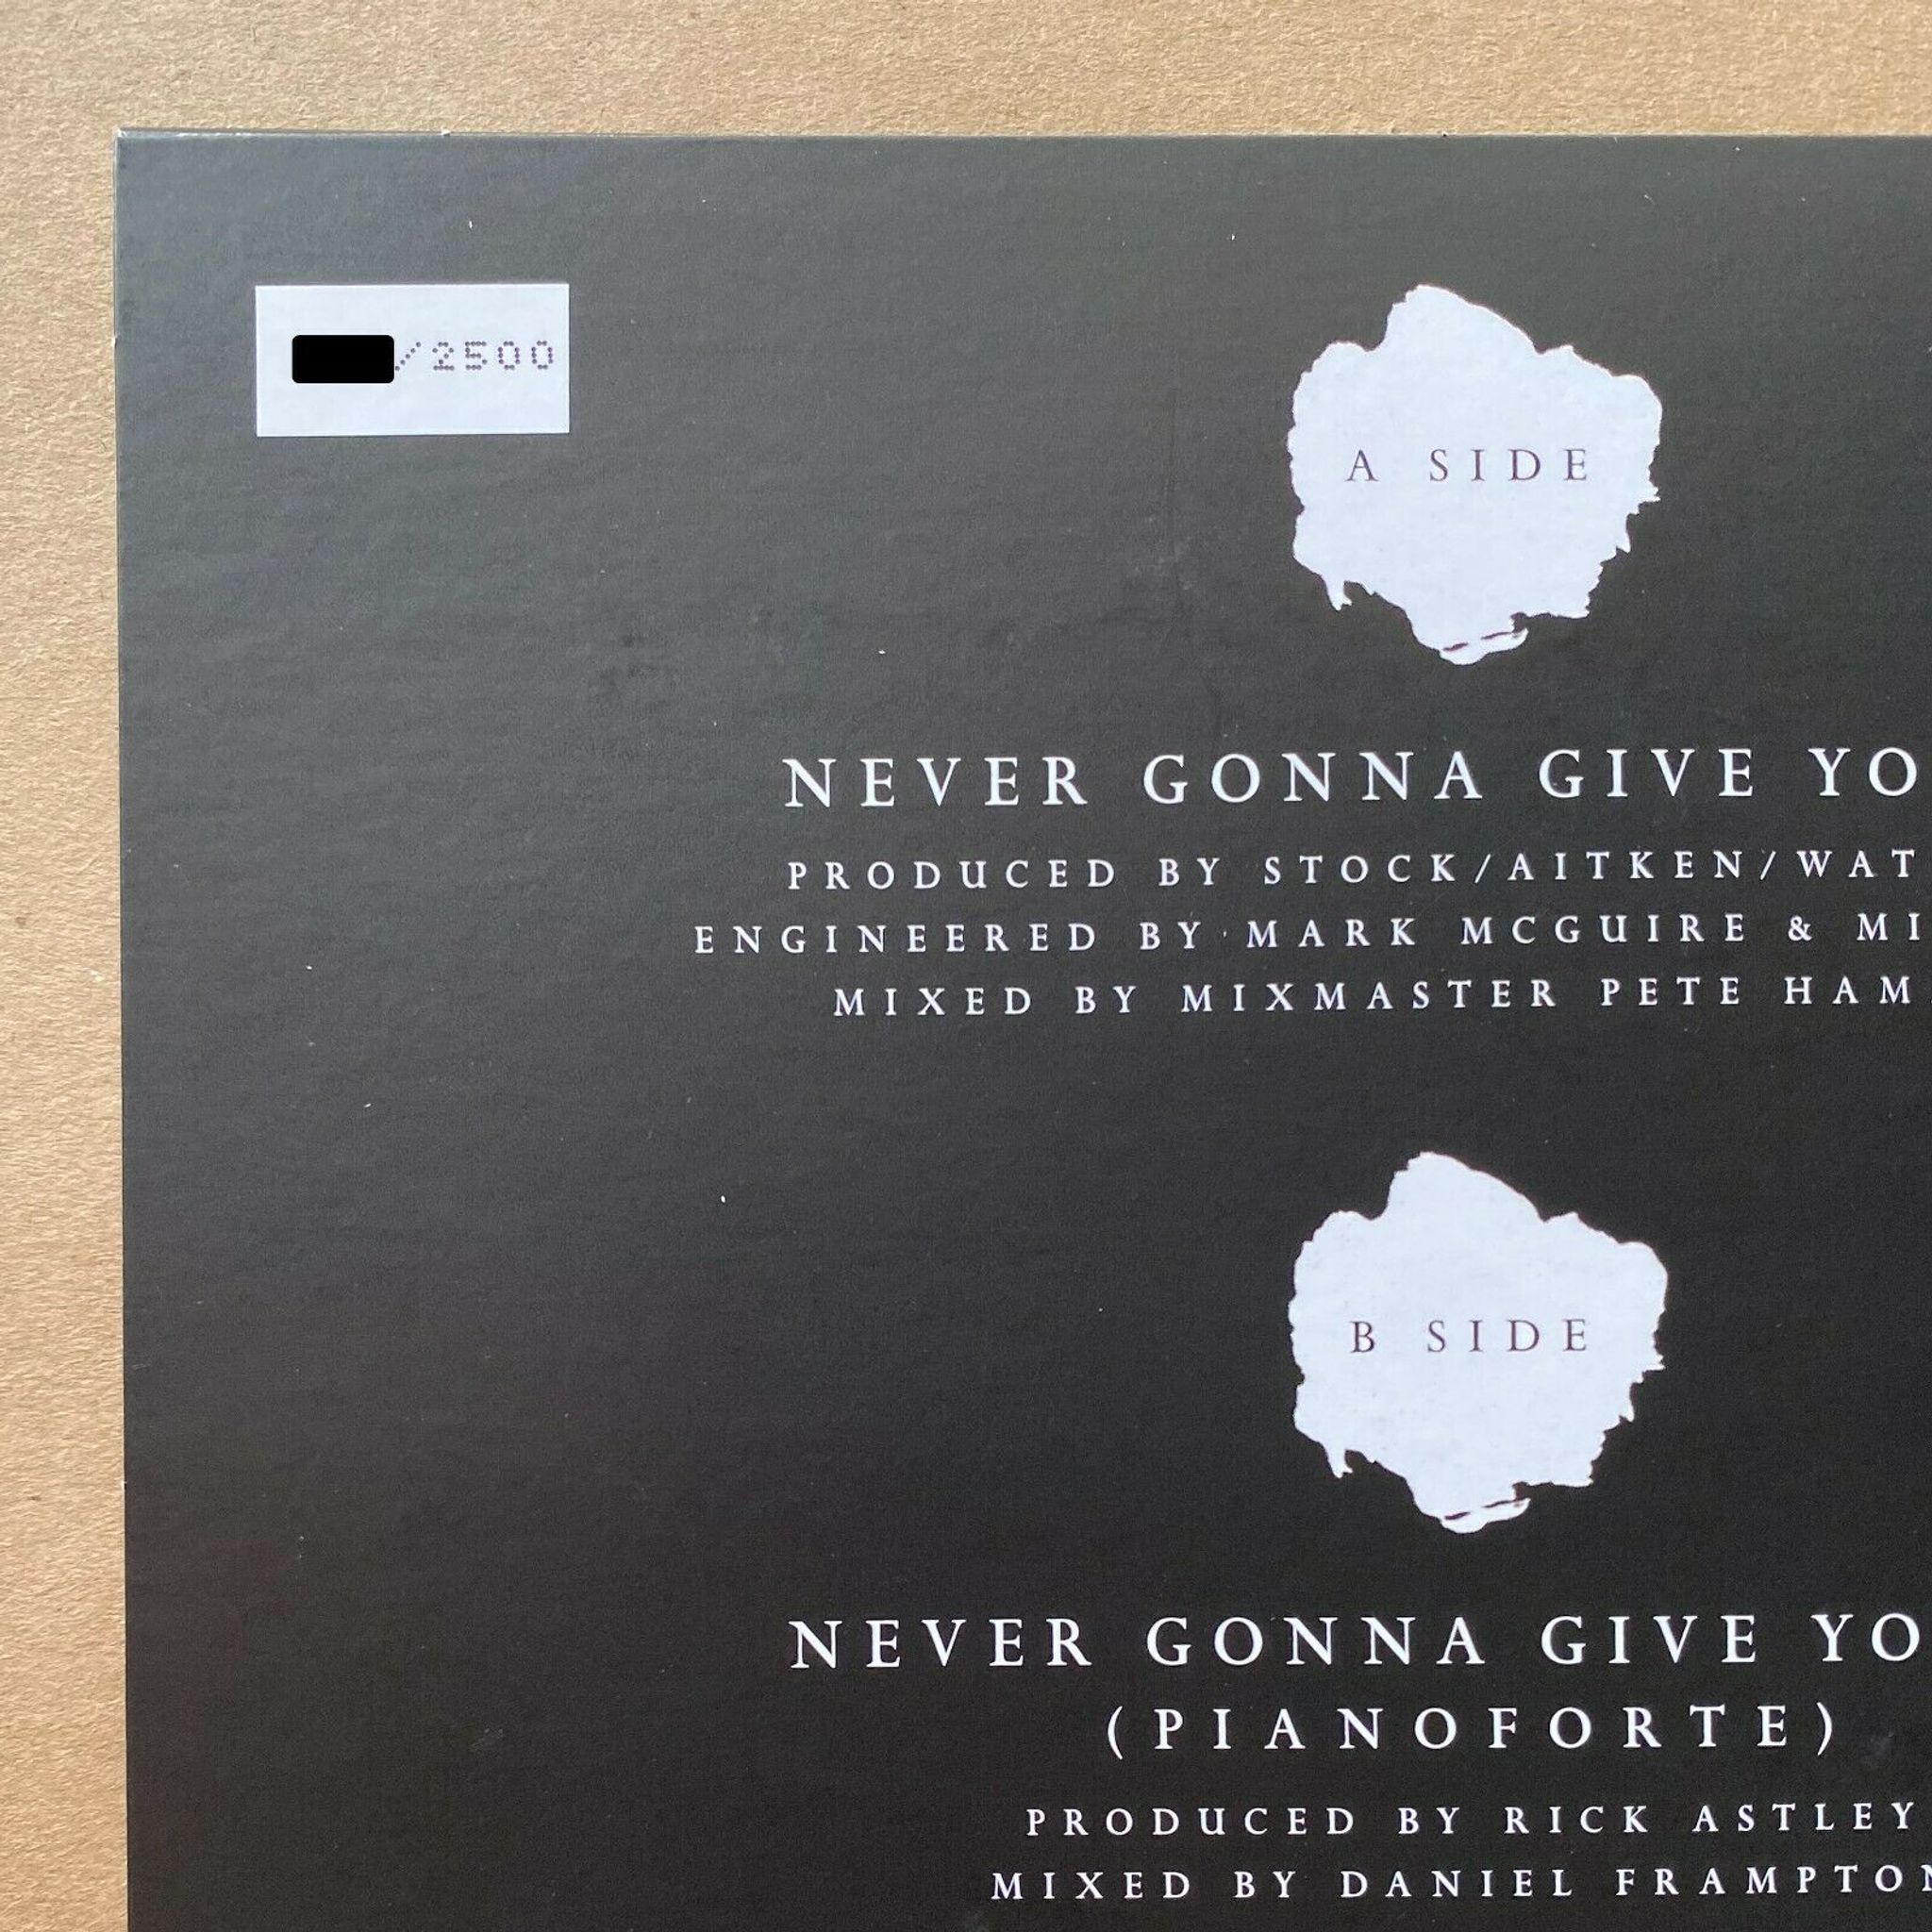 /2500
A SIDE
NEVER GONNA GIVE YO
PRODUCED BY STOCK/AITKEN/WAT
ENGINEERED BY MARK MCGUIRE & MI
MIXED BY MIXMASTER PETE HAM
B SIDE
NEVER GONNA GIVE YO
(PIANOFORTE)
PRODUCED BY RICK ASTLEY
MIXED BY DANIEL FRAMPTON